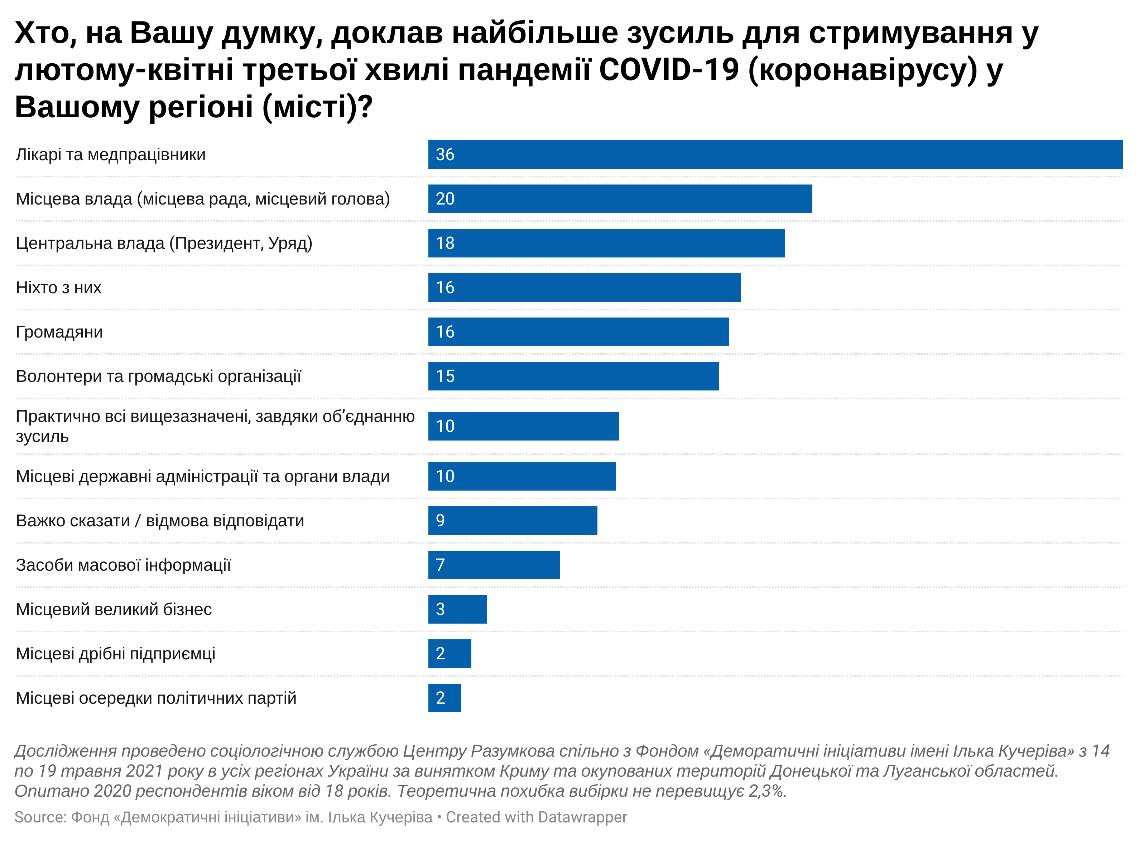 Хто, на Вашу думку, доклав найбільше зусиль для стримування у
лютому-квітні третьої хвилі пандемії COVID-19 (коронавірусу) у
Вашому регіоні (місті)?
Лікарі та медпрацівники 36
Місцева влада (місцева рада, місцевий голова) 20
Центральна влада (Президент, Уряд) 18
Ніхто з них 16
Громадяни 16
Волонтери та громадські організації 15
Практично всі вищезазначені, завдяки об’єднанню
зусиль 10
Місцеві державні адміністрації та органи влади 10
Важко сказати / відмова відповідати 9
Засоби масової інформації 7
Місцевий великий бізнес 3
Місцеві дрібні підприємці 2
Місцеві осередки політичних партій 2
Дослідження проведено соціологічною службою Центру Разумкова спільно з Фондом «Деморатичні ініціативи імені Ілька Кучеріва» з 14
по 19 травня 2021 року в усіх регіонах України за винятком Криму та окупованих територій Донецької та Луганської областей.
Опитано 2020 респондентів віком від 18 років. Теоретична похибка вибірки не перевищує 2,3%.
Source: Фонд «Демократичні ініціативи» ім. Ілька Кучеріва • Created with Datawrapper